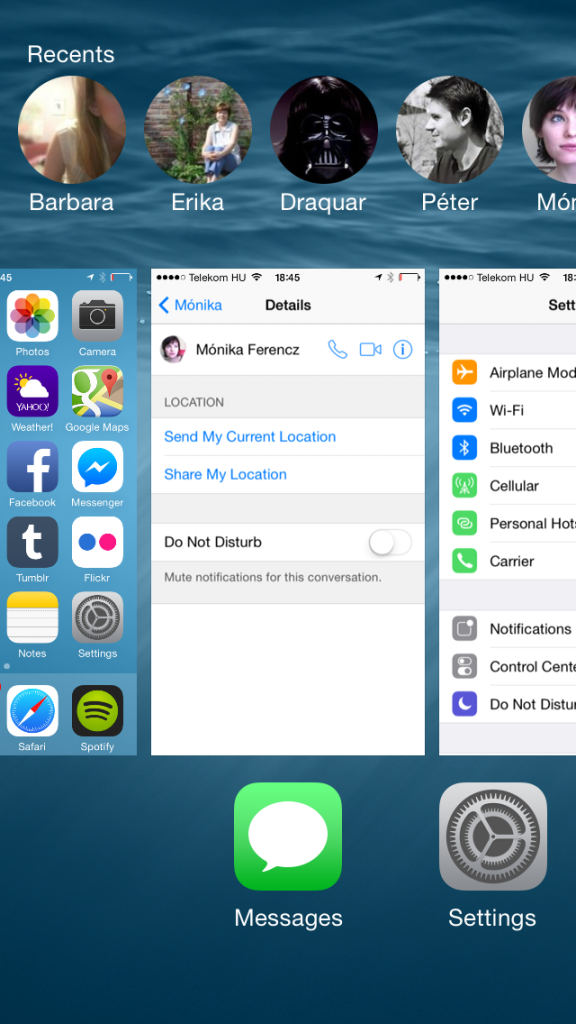 Recents
Barbara
Erika
Draquar
Péter
Mór
45
Photos
Camera
YAHOO!
Weather!
Google Maps
Facebook
Messenger
Tumblr
Flickr
Notes
Settings
Safari
Spotify
Telekom HU 18:45
Mónika Details
Mónika Ferencz
LOCATION
Send My Current Location
Share My Location
Do Not Disturb
Mute notifications for this conversation.
Telekom HU 18:
Sett
Airplane Mod
Wi-Fi
Bluetooth
Cellular
Personal Hots
Carrier
Notifications
Control Cente
Do Not Distur
Messages
Settings